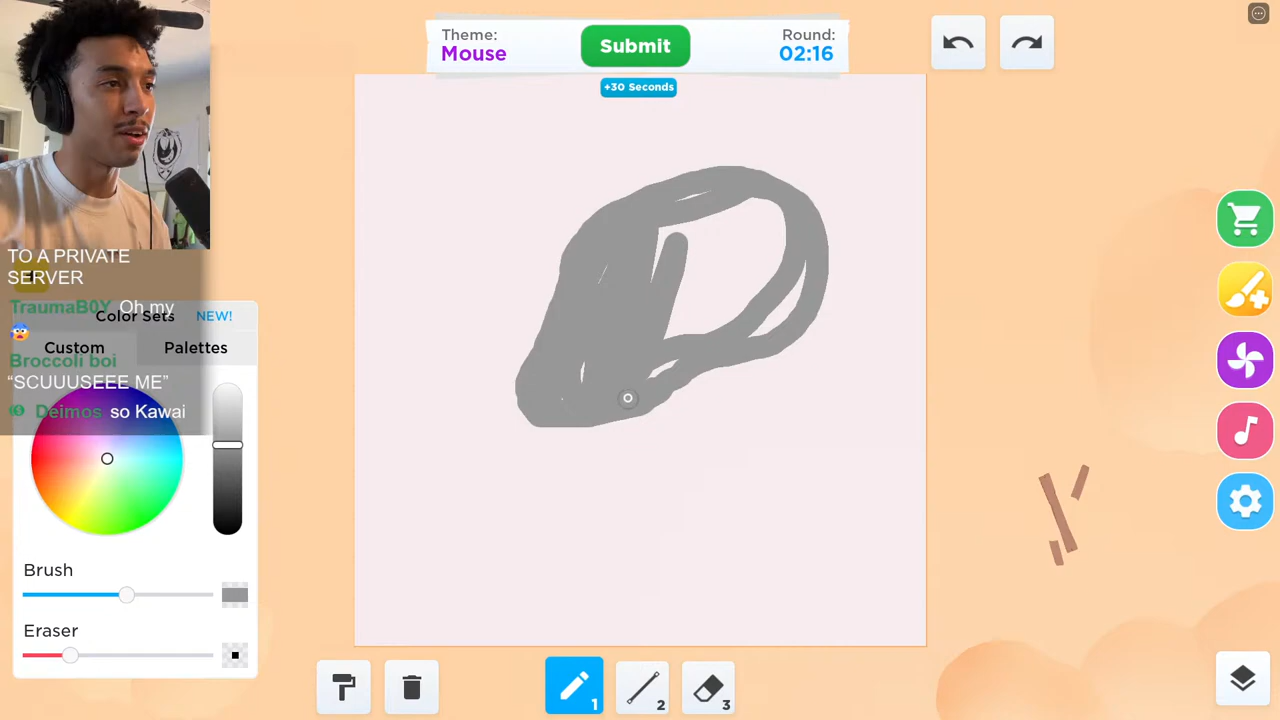 Theme:
Mouse
Submit
Round:
02:16
+30 Seconds
TO A PRIVATE
SERVER
TraumaB0Y Oh my
Color Sets NEW!
Custom Palettes
Broccoli boi
“SCUUUSEEE ME”
Deimos so Kawai
Brush
Eraser
1
2
3